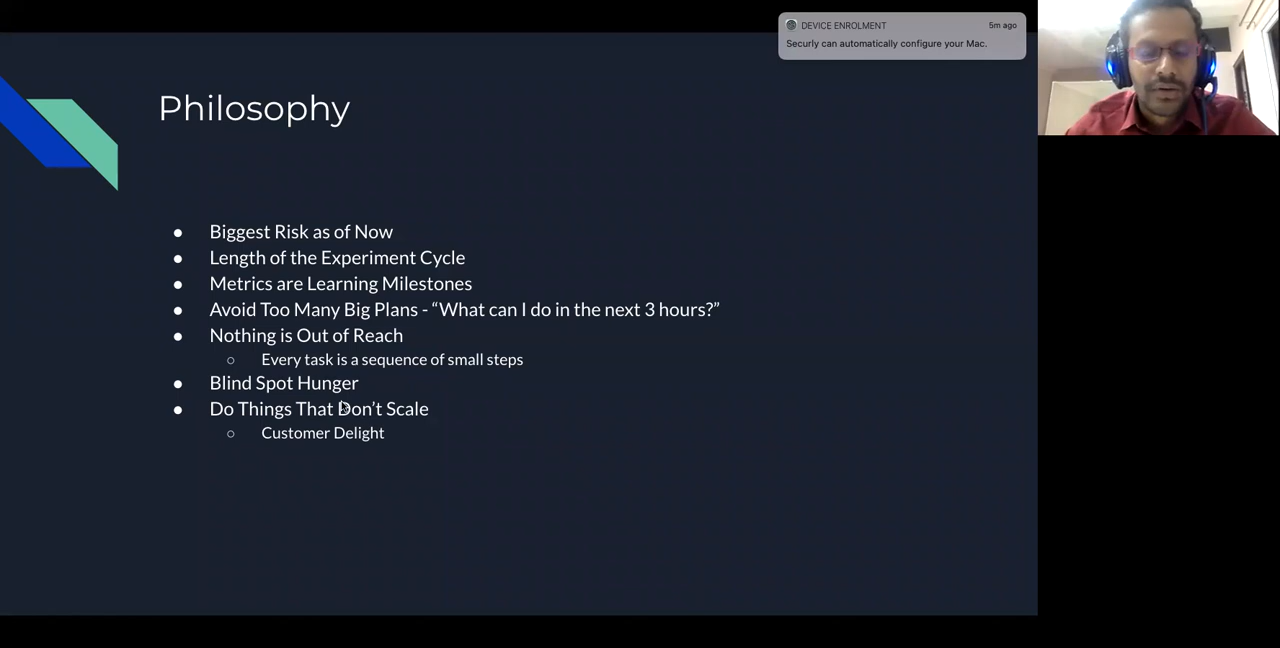 DEVICE ENROLMENT 5m ago
Securly can automatically configure your Mac.
Philosophy
● Biggest Risk as of Now
● Length of the Experiment Cycle
● Metrics are Learning Milestones
● Avoid Too Many Big Plans - “What can I do in the next 3 hours?”
● Nothing is Out of Reach
○ Every task is a sequence of small steps
● Blind Spot Hunger
● Do Things That Don’t Scale
○ Customer Delight